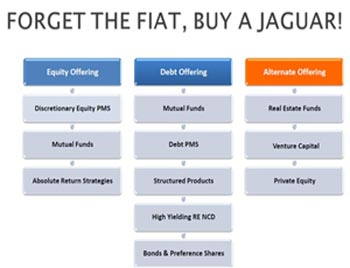 FORGET THE FIAT, BUY A JAGUAR!
Equity Offering
Discretionary Equity PMS
Mutual Funds
Absolute Return Strategies
Debt Offering
Mutual Funds
Debt PMS
Structured Products
High Yielding RE NCD
Bonds & Preference Shares
Alternate Offering
Real Estate Funds
Venture Capital
Private Equity